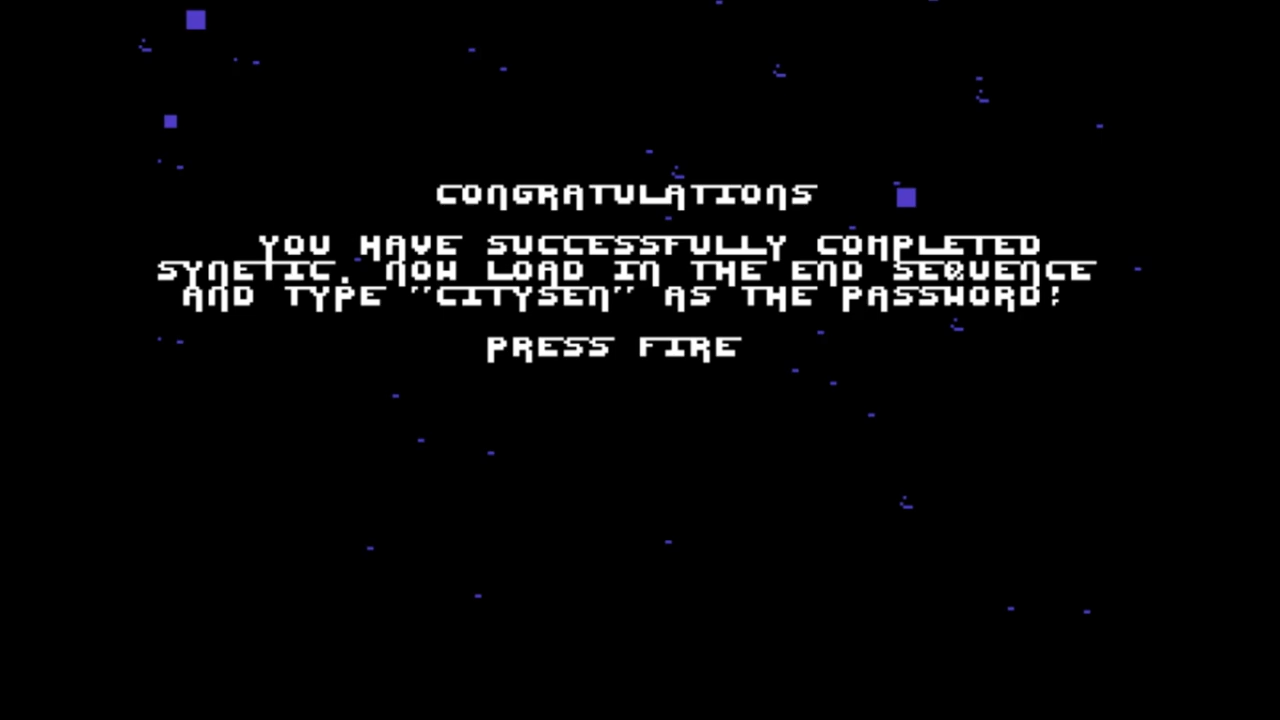 CONGRATULATIONS
YOU HAVE SUCCESSFULLY COMPLETED
SYNETIC. NOW LOAD IN THE END SEQUENCE
AND TYPE "CITYSEN" AS THE PASSWORD!
PRESS FIRE